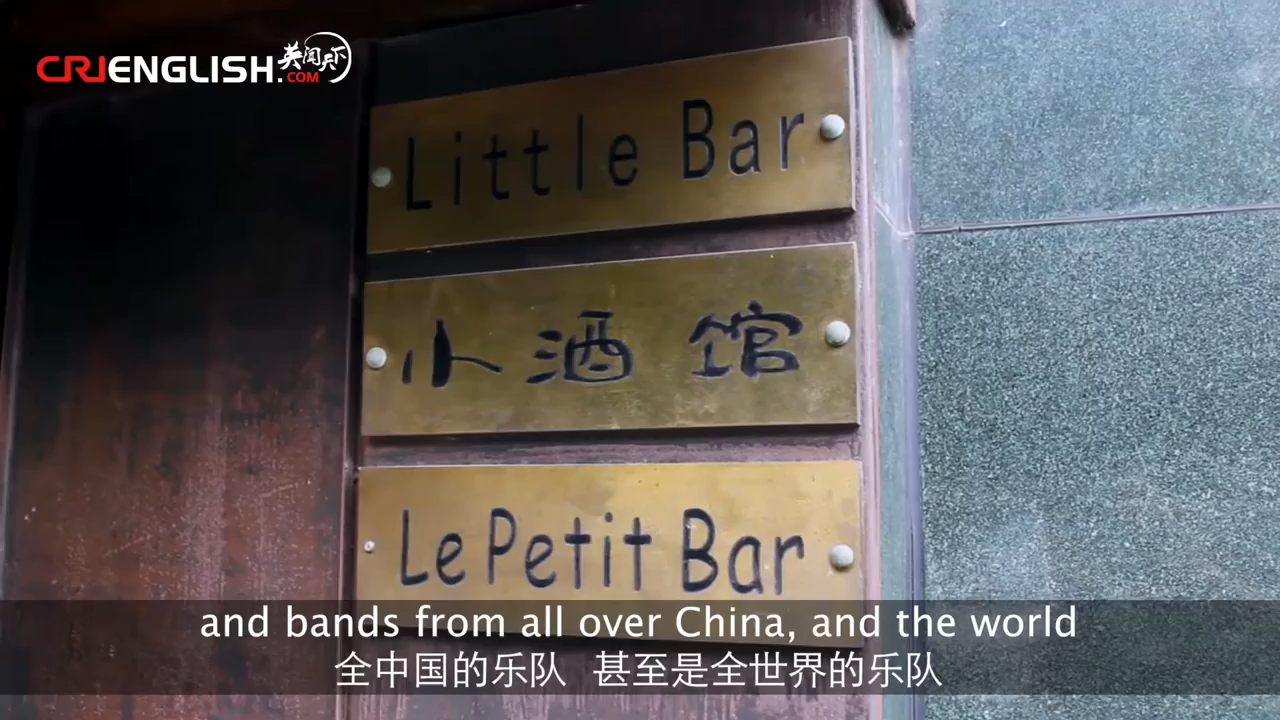 CRIENGLISH.COM 英闻天下
Little Bar
小酒馆
Le Petit Bar
and bands from all over China, and the world
全中国的乐队 甚至是全世界的乐队